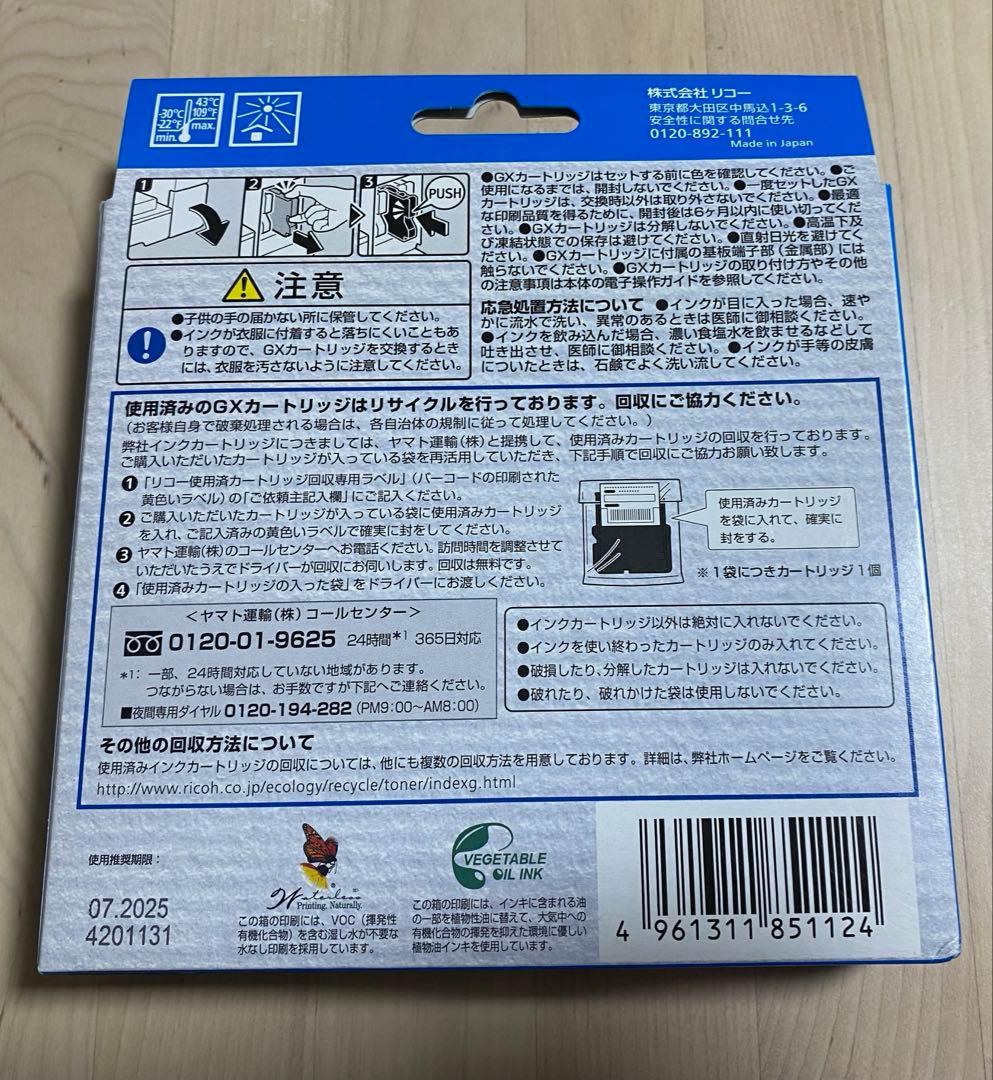 -30°C
-22°F
min.
43°C
109°F
max.
株式会社 リコー
東京都大田区中馬込1-3-6
安全性に関する問合せ先
0120-892-111
Made in Japan
1
2
3
PUSH
注意
●子供の手の届かない所に保管してください。
●インクが衣服に付着すると落ちにくいこともあ
りますので、GXカートリッジを交換するとき
には、衣服を汚さないように注意してください。
●GXカートリッジはセットする前に色を確認してください。●ご
使用になるまでは、開封しないでください。●一度セットしたGX
カートリッジは、交換時以外は取り外さないでください。●最適
な印刷品質を得るために、開封後は6ヶ月以内に使い切ってくだ
さい。●GXカートリッジは分解しないでください。●高温下及
び凍結状態での保存は避けてください。●直射日光を避けてく
ださい。●GXカートリッジに付属の基板端子部(金属部)には
触らないでください。●GXカートリッジの取り付け方やその他
の注意事項は本体の電子操作ガイドを参照してください。
応急処置方法について ●インクが目に入った場合、速や
かに流水で洗い、異常のあるときは医師に御相談ください。
●インクを飲み込んだ場合、濃い食塩水を飲ませるなどして
吐き出させ、医師に御相談ください。●インクが手等の皮膚
についたときは、石鹸でよく洗い流してください。
使用済みのGXカートリッジはリサイクルを行っております。回収にご協力ください。
(お客様自身で破棄処理される場合は、各自治体の規制に従って処理してください。)
弊社インクカートリッジにつきましては、ヤマト運輸(株)と提携して、使用済みカートリッジの回収を行っております。
ご購入いただいたカートリッジが入っている袋を再活用していただき、下記手順で回収にご協力お願い致します。
❶「リコー使用済カートリッジ回収専用ラベル」(バーコードの印刷された
黄色いラベル)の「ご依頼主記入欄」にご記入ください。
❷ご購入いただいたカートリッジが入っている袋に使用済みカートリッジ
を入れ、ご記入済みの黄色いラベルで確実に封をしてください。
❸ヤマト運輸(株)のコールセンターへお電話ください。訪問時間を調整させて
いただいたうえでドライバーが回収にお伺いします。回収は無料です。
❹「使用済みカートリッジの入った袋」をドライバーにお渡しください。
使用済みカートリッジ
を袋に入れて、確実に
封をする。
※1袋につきカートリッジ1個
<ヤマト運輸(株)コールセンター>
0120-01-9625 24時間*1 365日対応
*1: 一部、24時間対応していない地域があります。
つながらない場合は、お手数ですが下記へご連絡ください。
■夜間専用ダイヤル 0120-194-282 (PM9:00~AM8:00)
●インクカートリッジ以外は絶対に入れないでください。
●インクを使い終わったカートリッジのみ入れてください。
●破損したり、分解したカートリッジは入れないでください。
●破れたり、破れかけた袋は使用しないでください。
その他の回収方法について
使用済みインクカートリッジの回収については、他にも複数の回収方法を用意しております。詳細は、弊社ホームページをご覧ください。
http://www.ricoh.co.jp/ecology/recycle/toner/indexg.html
使用推奨期限:
07.2025
4201131
Waterless®
Printing. Naturally.
この箱の印刷には、VOC(揮発性
有機化合物)を含む湿し水が不要な
水なし印刷を採用しています。
VEGETABLE
OIL INK
この箱の印刷には、インキに含まれる油
の一部を植物性油に替えて、大気中への
有機化合物の揮発を抑えた環境に優しい
植物油インキを使用しています。
4 961311 851124